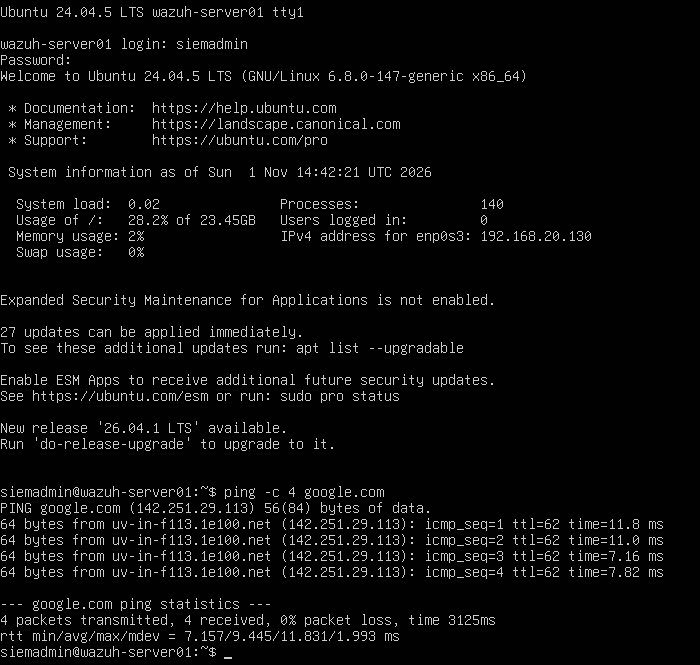 Ubuntu 24.04.5 LTS wazuh-server01 tty1
wazuh-server01 login: siemadmin
Password:
Welcome to Ubuntu 24.04.5 LTS (GNU/Linux 6.8.0-147-generic x86_64)
* Documentation:  https://help.ubuntu.com
* Management:     https://landscape.canonical.com
* Support:        https://ubuntu.com/pro
System information as of Sun  1 Nov 14:42:21 UTC 2026
System load:  0.02               Processes:               140
Usage of /:   28.2% of 23.45GB   Users logged in:         0
Memory usage: 2%                 IPv4 address for enp0s3: 192.168.20.130
Swap usage:   0%
Expanded Security Maintenance for Applications is not enabled.
27 updates can be applied immediately.
To see these additional updates run: apt list --upgradable
Enable ESM Apps to receive additional future security updates.
See https://ubuntu.com/esm or run: sudo pro status
New release '26.04.1 LTS' available.
Run 'do-release-upgrade' to upgrade to it.
siemadmin@wazuh-server01:~$ ping -c 4 google.com
PING google.com (142.251.29.113) 56(84) bytes of data.
64 bytes from uv-in-f113.1e100.net (142.251.29.113): icmp_seq=1 ttl=62 time=11.8 ms
64 bytes from uv-in-f113.1e100.net (142.251.29.113): icmp_seq=2 ttl=62 time=11.0 ms
64 bytes from uv-in-f113.1e100.net (142.251.29.113): icmp_seq=3 ttl=62 time=7.16 ms
64 bytes from uv-in-f113.1e100.net (142.251.29.113): icmp_seq=4 ttl=62 time=7.82 ms
--- google.com ping statistics ---
4 packets transmitted, 4 received, 0% packet loss, time 3125ms
rtt min/avg/max/mdev = 7.157/9.445/11.831/1.993 ms
siemadmin@wazuh-server01:~$ _